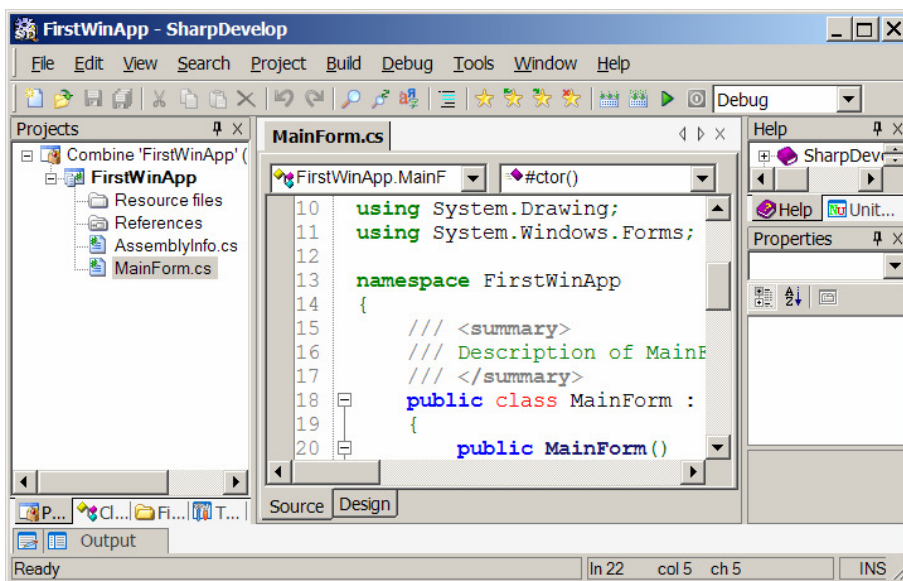 FirstWinApp - SharpDevelop
File Edit View Search Project Build Debug Tools Window Help
Debug
Projects
Combine 'FirstWinApp' (
FirstWinApp
Resource files
References
AssemblyInfo.cs
MainForm.cs
P... Cl... Fi... T...
MainForm.cs
FirstWinApp.MainF #ctor()
10 using System.Drawing;
11 using System.Windows.Forms;
12
13 namespace FirstWinApp
14 {
15 /// <summary>
16 /// Description of MainF
17 /// </summary>
18 public class MainForm :
19 {
20 public MainForm()
Source Design
Help
SharpDev
Help Unit...
Properties
Output
Ready ln 22 col 5 ch 5 INS